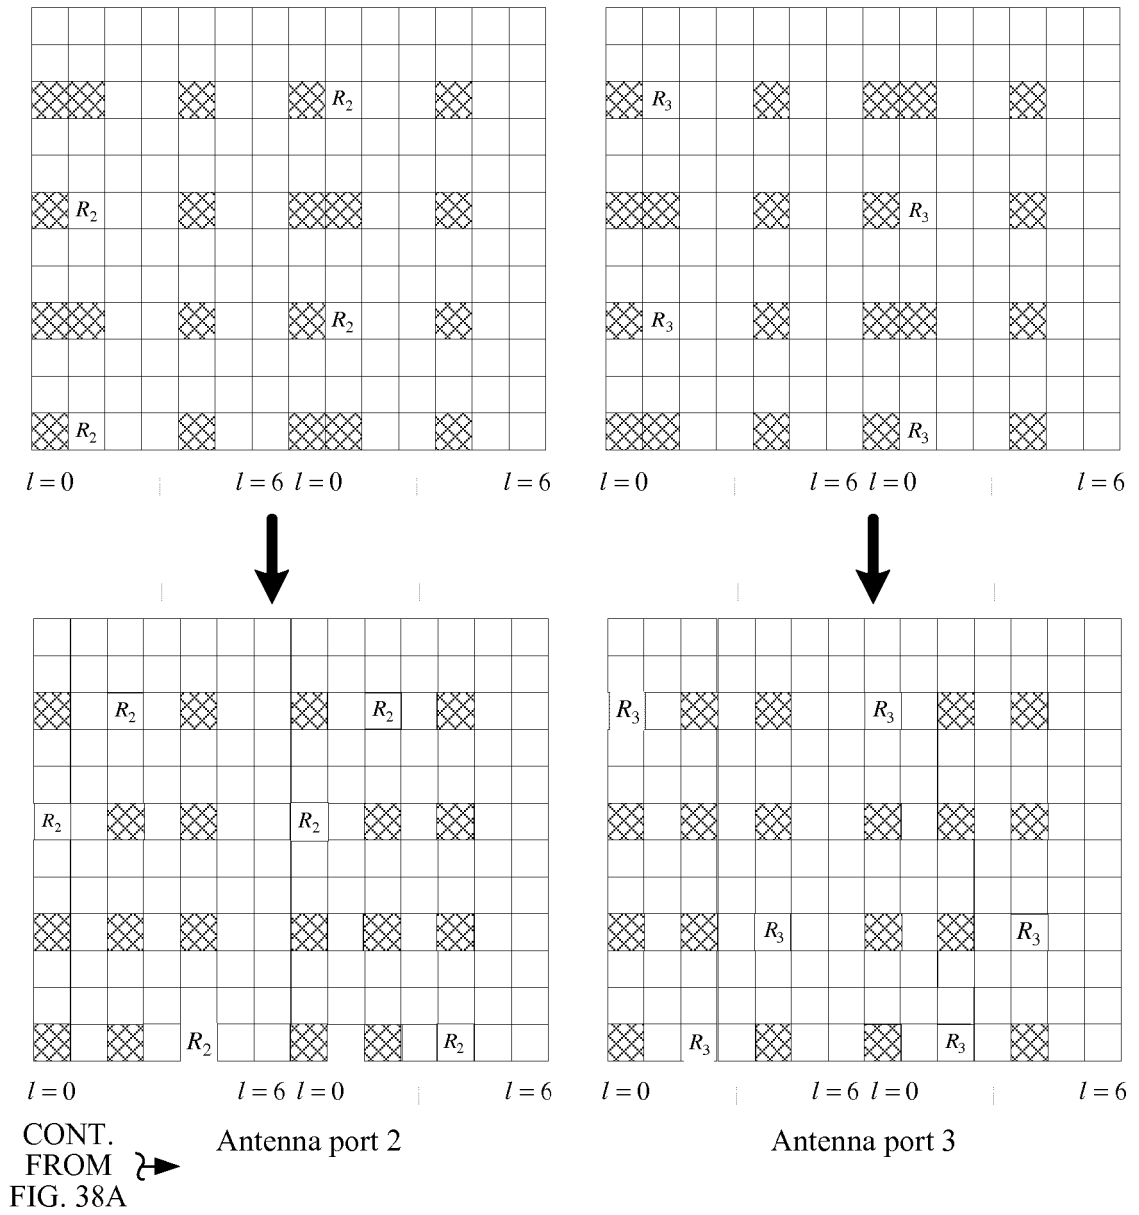 R2 R3
R2 R3
R2 R3
R2 R3
l = 0 l = 6 l = 0 l = 6 l = 0 l = 6 l = 0 l = 6
R2 R2 R3 R3
R2 R2
R3 R3
R2 R2 R3 R3
l = 0 l = 6 l = 0 l = 6 l = 0 l = 6 l = 0 l = 6
Antenna port 2 Antenna port 3
CONT.
FROM
FIG. 38A